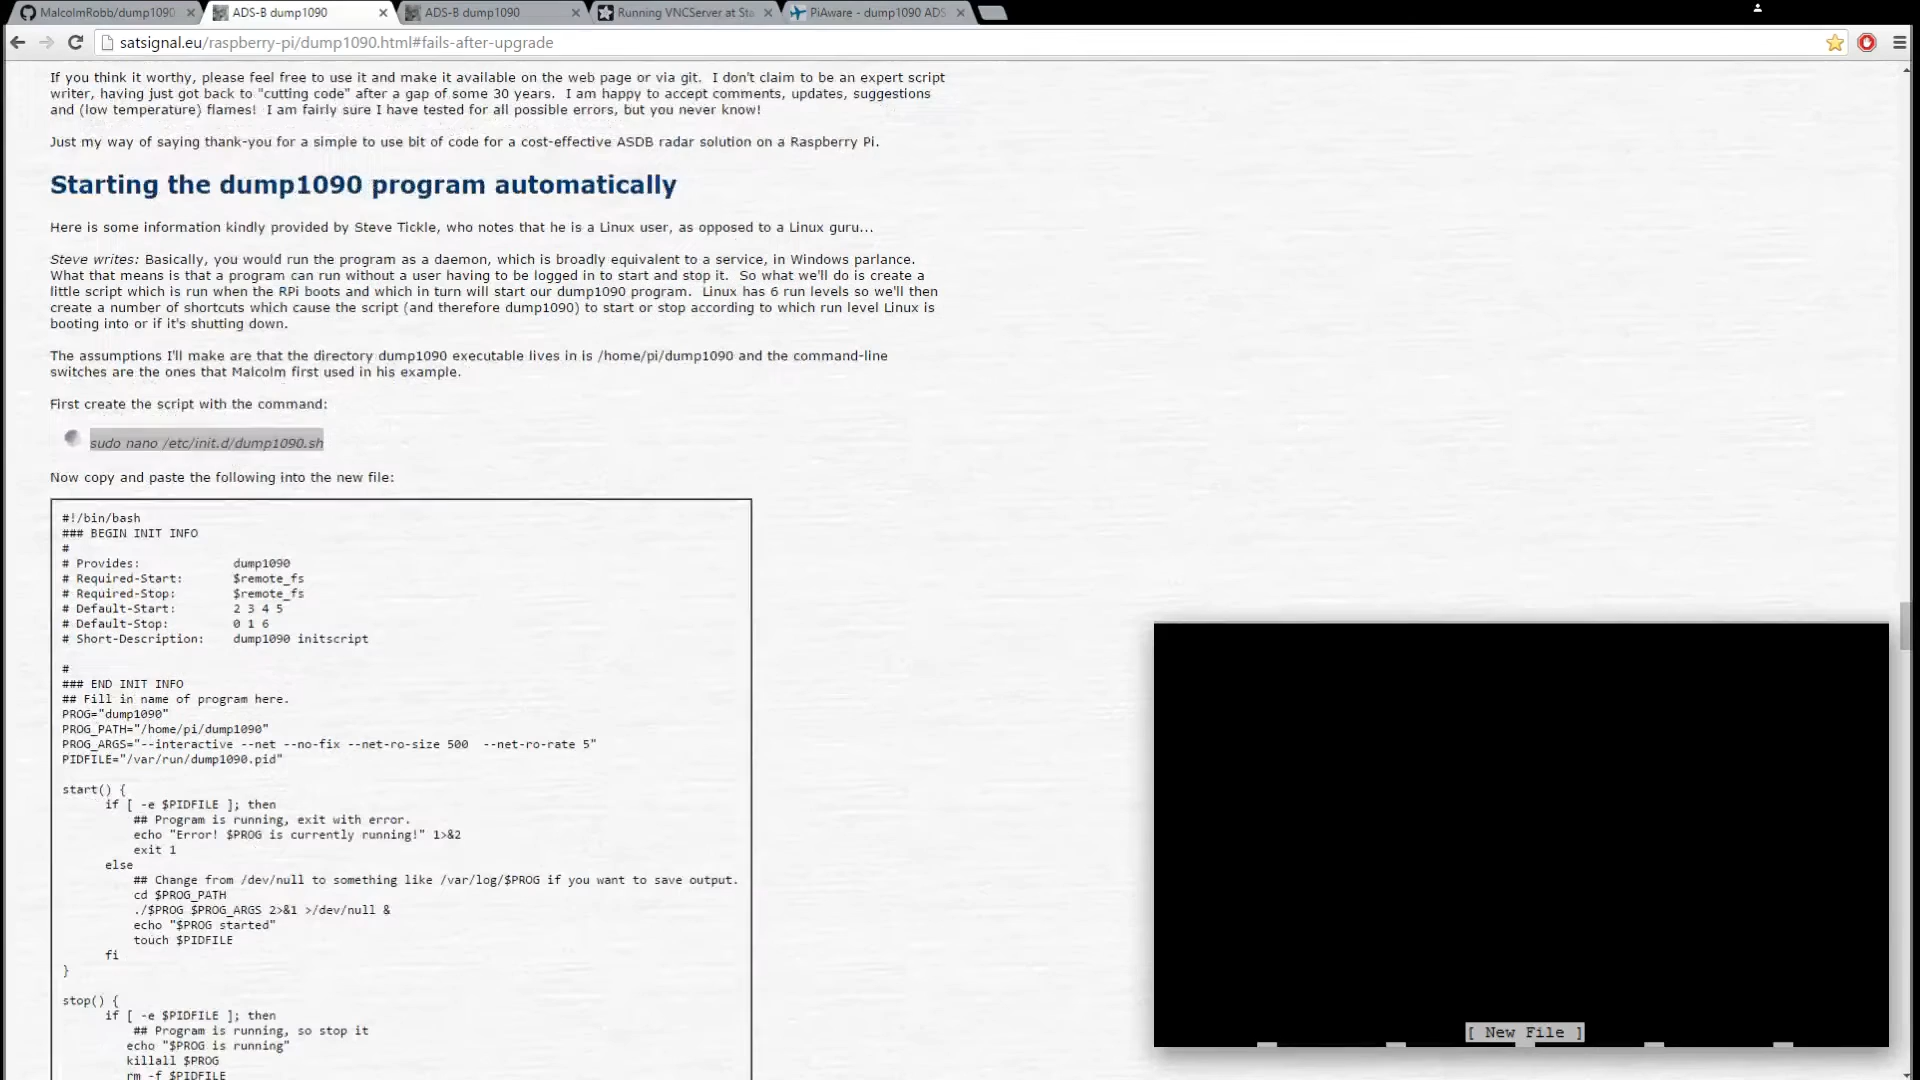 MalcolmRobb/dump1090
ADS-B dump1090
ADS-B dump1090
Running VNCServer at Sta
PiAware - dump1090 ADS
satsignal.eu/raspberry-pi/dump1090.html#fails-after-upgrade
If you think it worthy, please feel free to use it and make it available on the web page or via git.  I don't claim to be an expert script
writer, having just got back to "cutting code" after a gap of some 30 years.  I am happy to accept comments, updates, suggestions
and (low temperature) flames!  I am fairly sure I have tested for all possible errors, but you never know!
Just my way of saying thank-you for a simple to use bit of code for a cost-effective ASDB radar solution on a Raspberry Pi.
Starting the dump1090 program automatically
Here is some information kindly provided by Steve Tickle, who notes that he is a Linux user, as opposed to a Linux guru...
Steve writes: Basically, you would run the program as a daemon, which is broadly equivalent to a service, in Windows parlance.
What that means is that a program can run without a user having to be logged in to start and stop it.  So what we'll do is create a
little script which is run when the RPi boots and which in turn will start our dump1090 program.  Linux has 6 run levels so we'll then
create a number of shortcuts which cause the script (and therefore dump1090) to start or stop according to which run level Linux is
booting into or if it's shutting down.
The assumptions I'll make are that the directory dump1090 executable lives in is /home/pi/dump1090 and the command-line
switches are the ones that Malcolm first used in his example.
First create the script with the command:
sudo nano /etc/init.d/dump1090.sh
Now copy and paste the following into the new file:
#!/bin/bash
### BEGIN INIT INFO
#
# Provides:             dump1090
# Required-Start:       $remote_fs
# Required-Stop:        $remote_fs
# Default-Start:        2 3 4 5
# Default-Stop:         0 1 6
# Short-Description:    dump1090 initscript
#
### END INIT INFO
## Fill in name of program here.
PROG="dump1090"
PROG_PATH="/home/pi/dump1090"
PROG_ARGS="--interactive --net --no-fix --net-ro-size 500  --net-ro-rate 5"
PIDFILE="/var/run/dump1090.pid"
start() {
      if [ -e $PIDFILE ]; then
          ## Program is running, exit with error.
          echo "Error! $PROG is currently running!" 1>&2
          exit 1
      else
          ## Change from /dev/null to something like /var/log/$PROG if you want to save output.
          cd $PROG_PATH
          ./$PROG $PROG_ARGS 2>&1 >/dev/null &
          echo "$PROG started"
          touch $PIDFILE
      fi
}
stop() {
      if [ -e $PIDFILE ]; then
          ## Program is running, so stop it
         echo "$PROG is running"
         killall $PROG
         rm -f $PIDFILE
[ New File ]